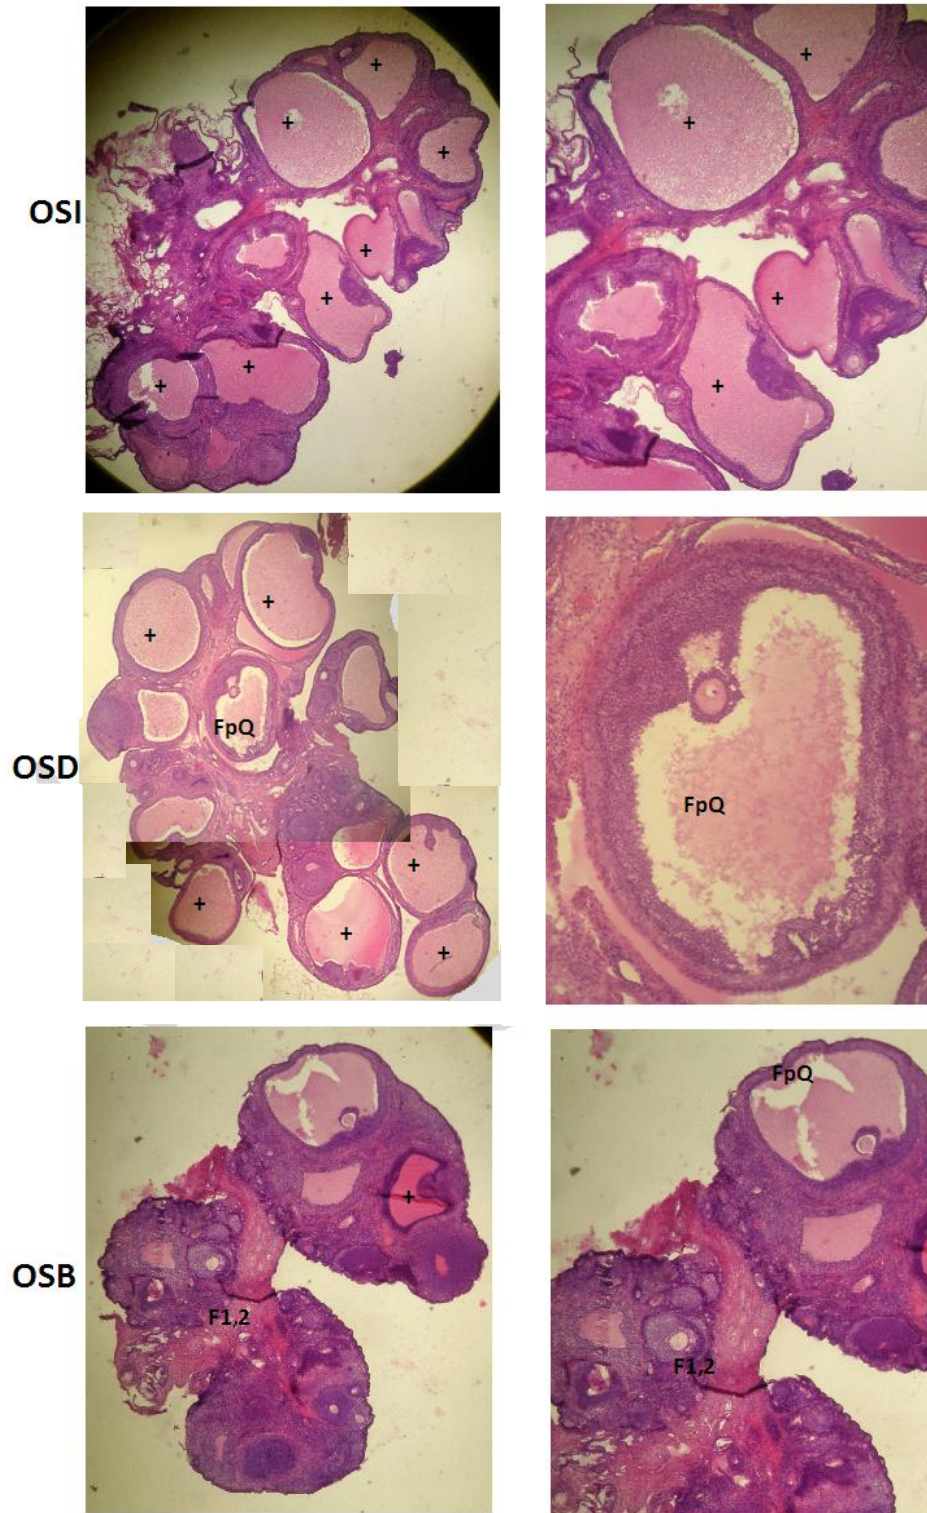 +
+
+
OSI
+
+
+
+
+
+
+
+
+
+
FpQ
OSD
FpQ
+
+
+
+
FpQ
+
OSB
F1,2
F1,2